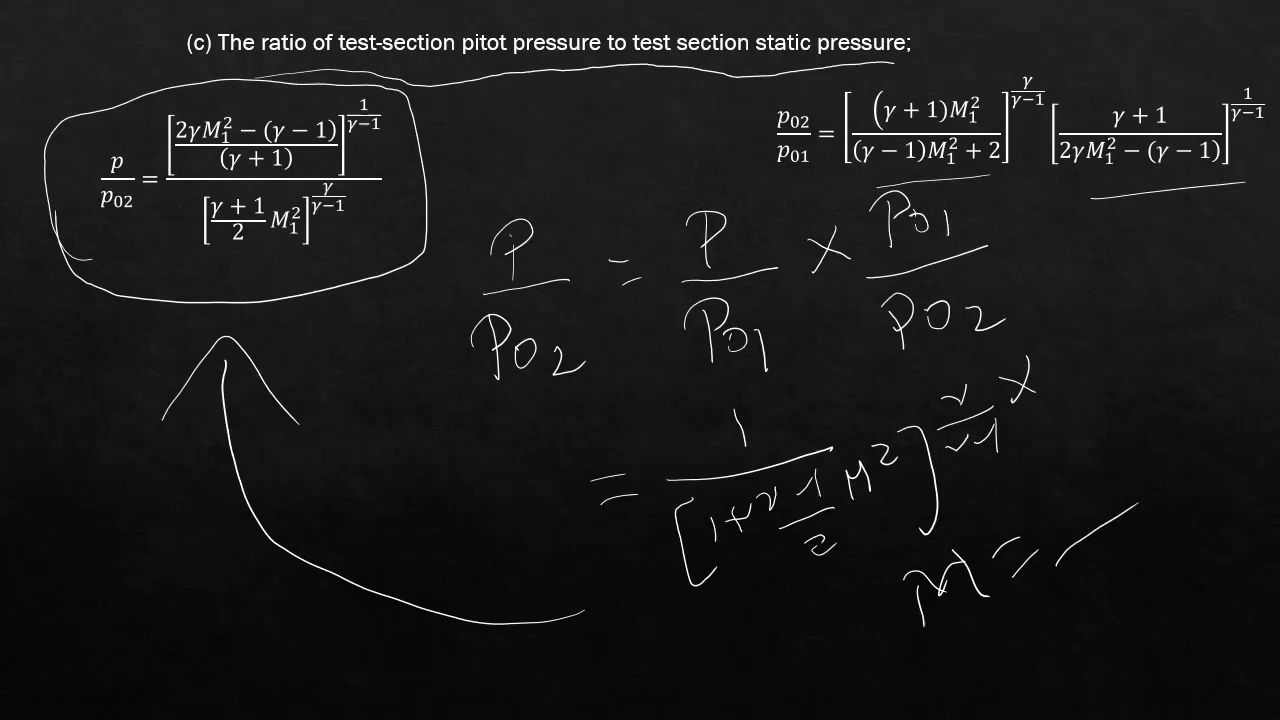 (c) The ratio of test-section pitot pressure to test section static pressure;
p/p₀₂ = [(2γM₁² − (γ − 1))/(γ + 1)]^(1/(γ−1)) / [(γ + 1)/2 M₁²]^(γ/(γ−1))
p₀₂/p₀₁ = [(γ + 1)M₁²/((γ − 1)M₁² + 2)]^(γ/(γ−1)) [(γ + 1)/(2γM₁² − (γ − 1))]^(1/(γ−1))
P/P02 = P/P01 × P01/P02
= 1/[1+γ-1/2 M²]^(γ/γ-1) ×
M =